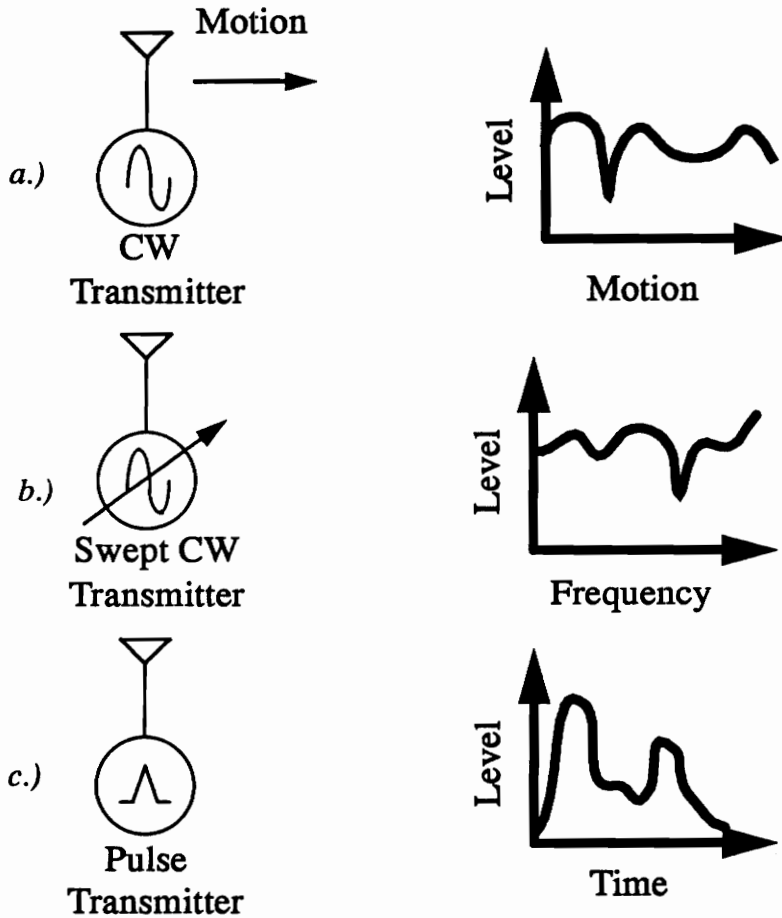 Motion
a.)
CW
Transmitter
Level
Motion
b.)
Swept CW
Transmitter
Level
Frequency
c.)
Pulse
Transmitter
Level
Time